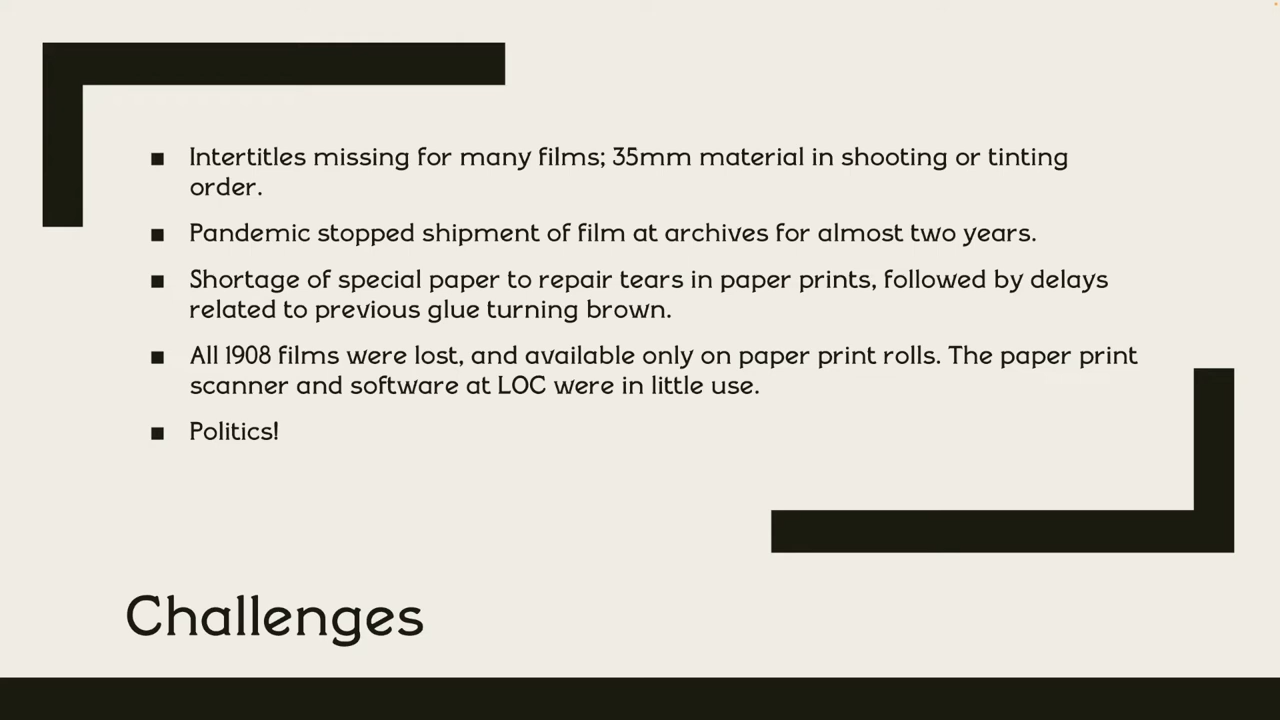 ■ Intertitles missing for many films; 35mm material in shooting or tinting
order.
■ Pandemic stopped shipment of film at archives for almost two years.
■ Shortage of special paper to repair tears in paper prints, followed by delays
related to previous glue turning brown.
■ All 1908 films were lost, and available only on paper print rolls. The paper print
scanner and software at LOC were in little use.
■ Politics!
Challenges